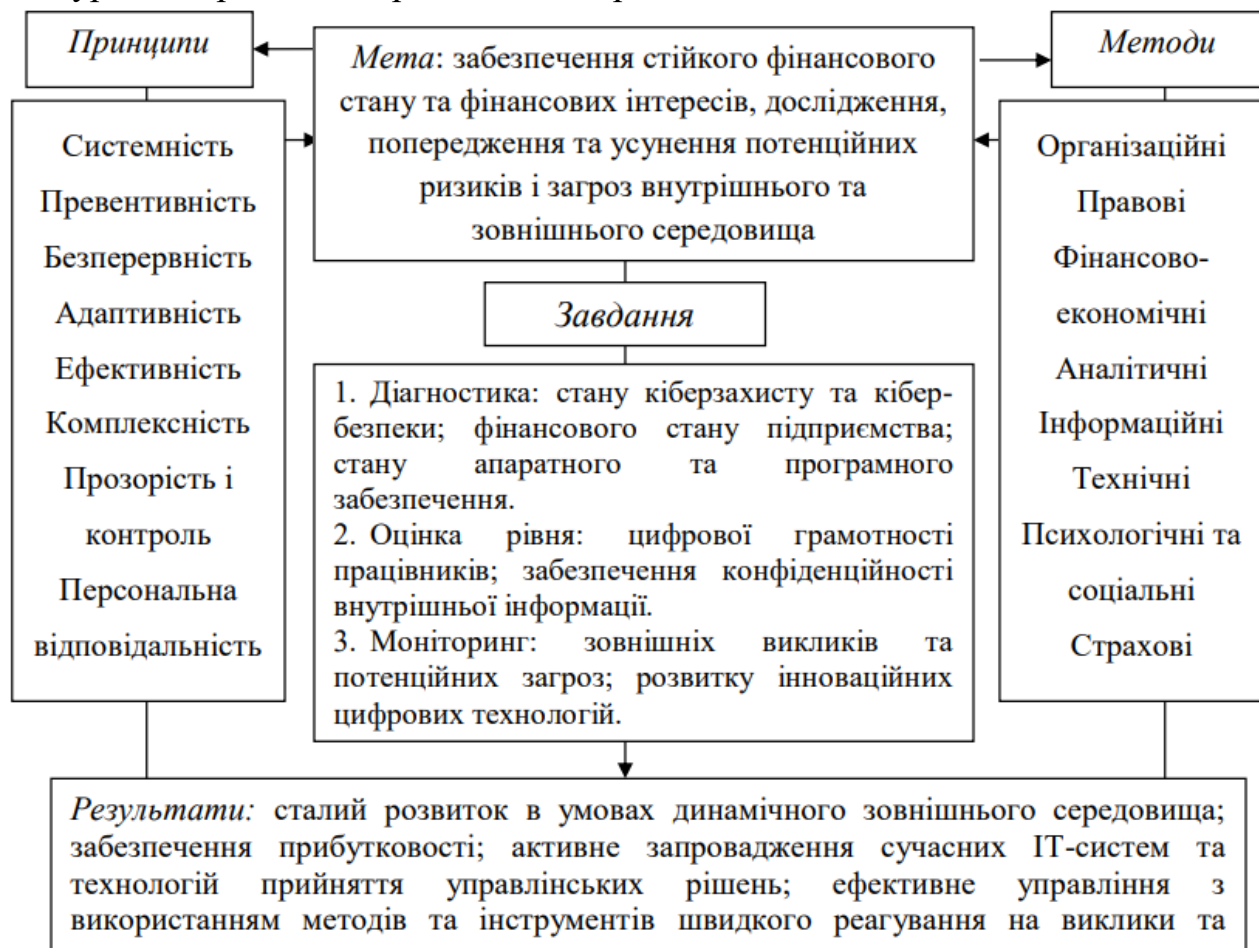 Принципи
Мета: забезпечення стійкого фінансового
стану та фінансових інтересів, дослідження,
попередження та усунення потенційних
ризиків і загроз внутрішнього та
зовнішнього середовища
Методи
Системність
Превентивність
Безперервність
Адаптивність
Ефективність
Комплексність
Прозорість і
контроль
Персональна
відповідальність
Завдання
1. Діагностика: стану кіберзахисту та кібер-
безпеки; фінансового стану підприємства;
стану апаратного та програмного
забезпечення.
2. Оцінка рівня: цифрової грамотності
працівників; забезпечення конфіденційності
внутрішньої інформації.
3. Моніторинг: зовнішніх викликів та
потенційних загроз; розвитку інноваційних
цифрових технологій.
Організаційні
Правові
Фінансово-
економічні
Аналітичні
Інформаційні
Технічні
Психологічні та
соціальні
Страхові
Результати: сталий розвиток в умовах динамічного зовнішнього середовища;
забезпечення прибутковості; активне запровадження сучасних ІТ-систем та
технологій прийняття управлінських рішень; ефективне управління з
використанням методів та інструментів швидкого реагування на виклики та